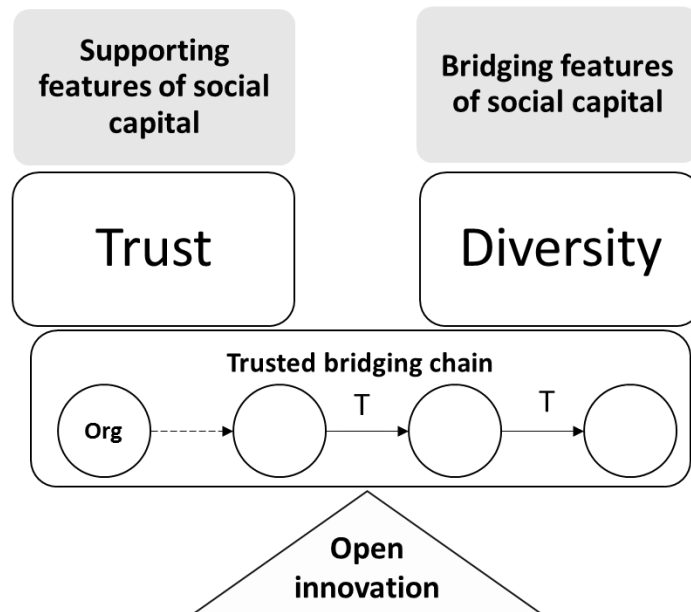 Supporting
features of social
capital
Bridging features
of social capital
Trust
Diversity
Trusted bridging chain
Org
T
T
Open
innovation